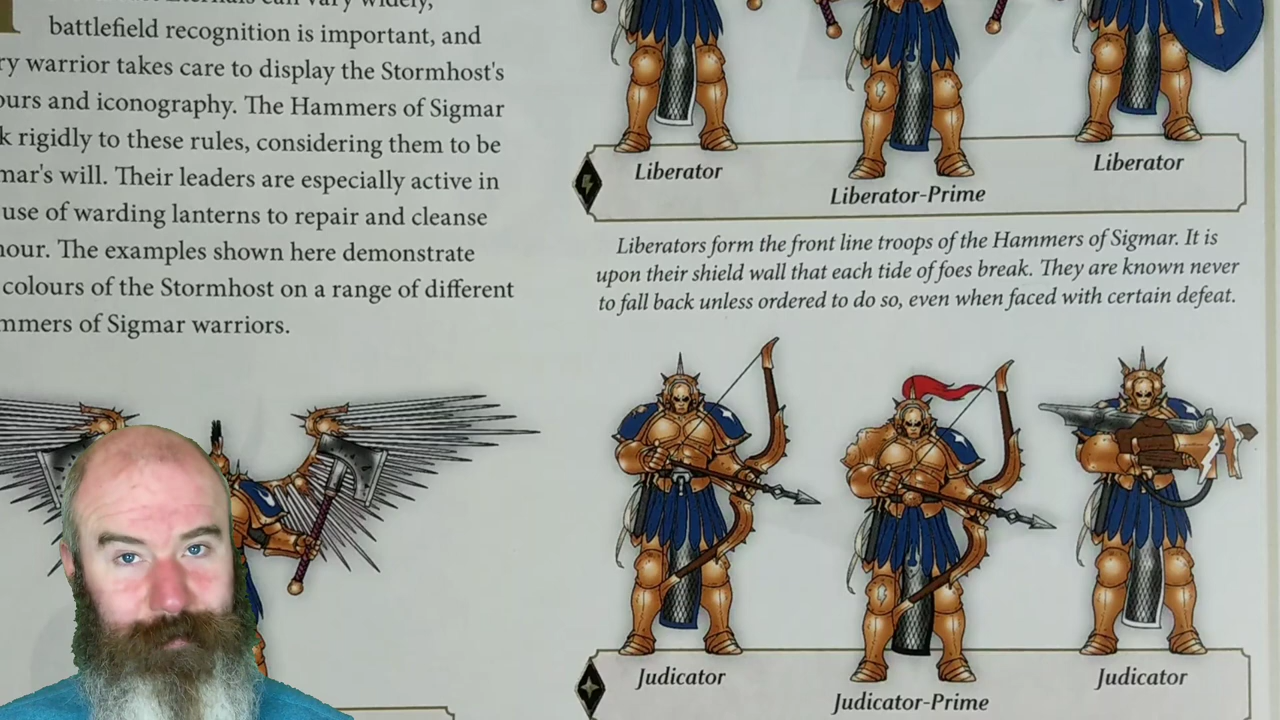 battlefield recognition is important, and
warrior takes care to display the Stormhost's
and iconography. The Hammers of Sigmar
rigidly to these rules, considering them to be
will. Their leaders are especially active in
use of warding lanterns to repair and cleanse
The examples shown here demonstrate
colours of the Stormhost on a range of different
of Sigmar warriors.
Liberator
Liberator-Prime
Liberator
Liberators form the front line troops of the Hammers of Sigmar. It is
upon their shield wall that each tide of foes break. They are known never
to fall back unless ordered to do so, even when faced with certain defeat.
Judicator
Judicator-Prime
Judicator